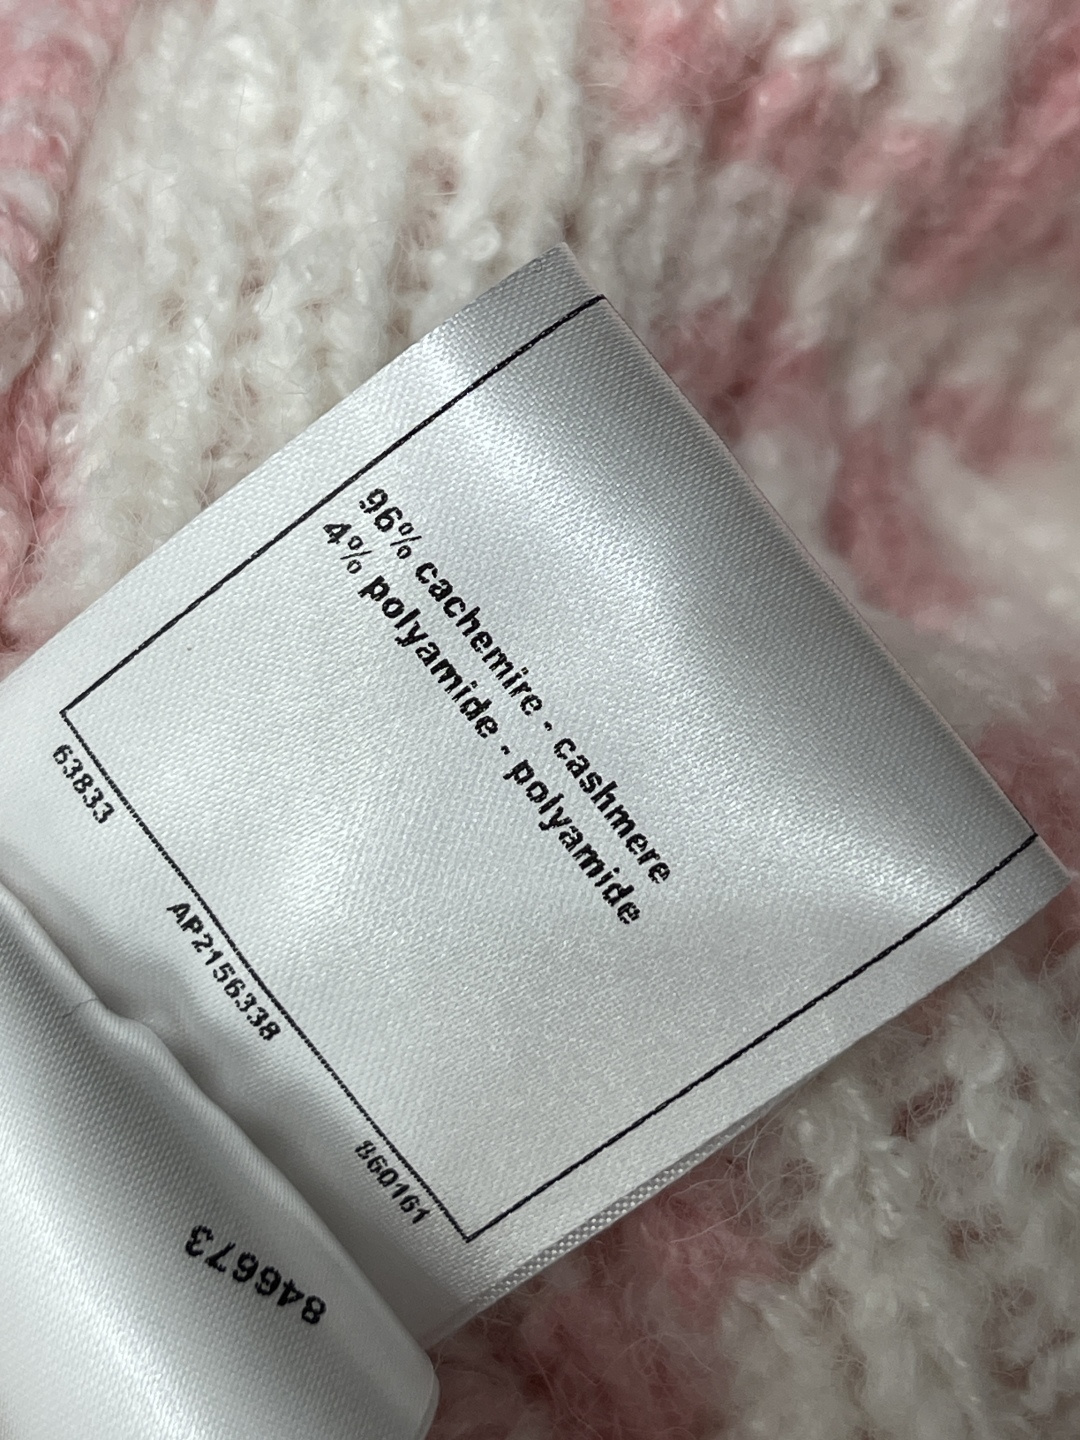 96% cachemire - cashmere
4% polyamide - polyamide
63833
AP2156338
860161
846673